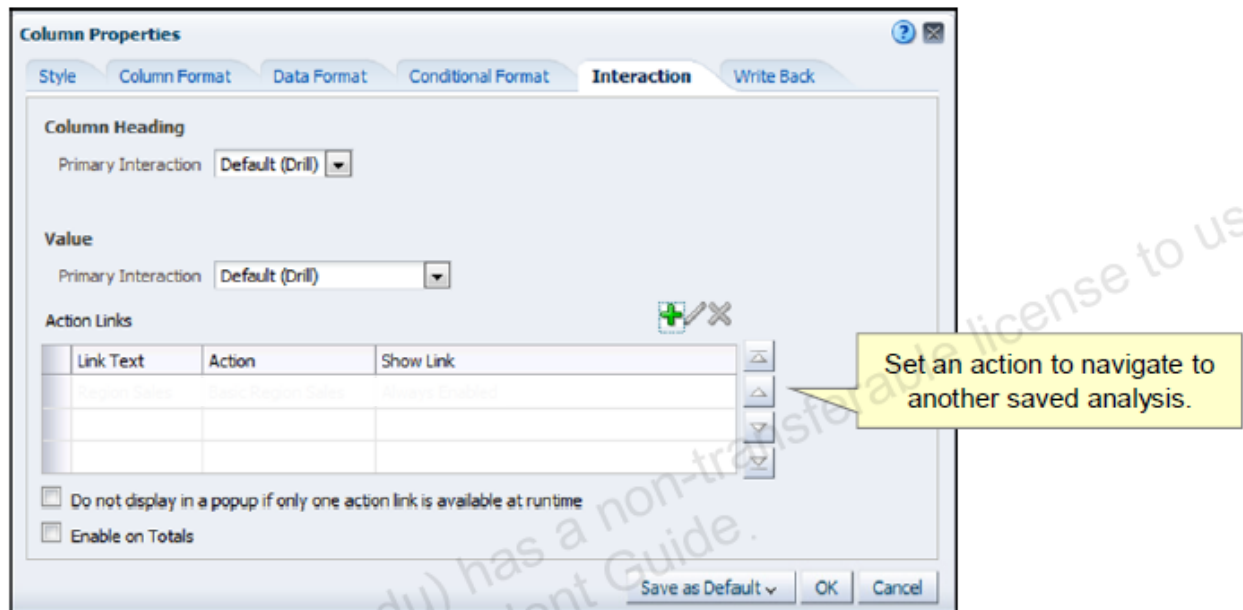 Column Properties
Style Column Format Data Format Conditional Format Interaction Write Back
Column Heading
Primary Interaction Default (Drill)
Value
Primary Interaction Default (Drill)
Action Links
Link Text Action Show Link
Region Sales Basic Region Sales Always Enabled
Set an action to navigate to
another saved analysis.
Do not display in a popup if only one action link is available at runtime
Enable on Totals
Save as Default OK Cancel
du) has a non-transferable license to us
dent Guide.